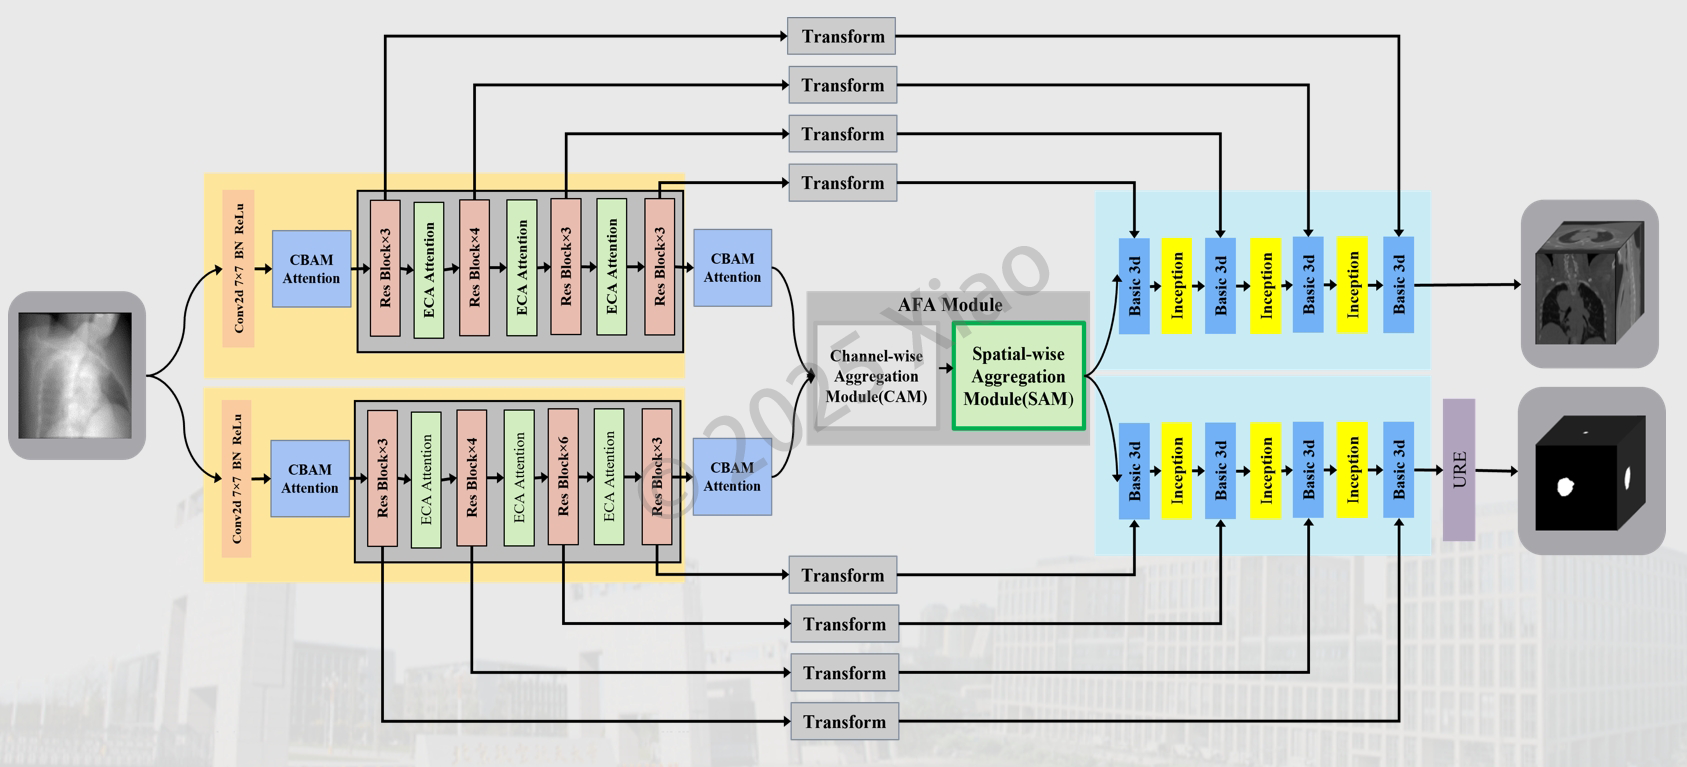 Transform
Transform
Transform
Transform
Conv2d 7×7 BN ReLu
CBAM
Attention
Res Block×3
ECA Attention
Res Block×4
ECA Attention
Res Block×3
ECA Attention
Res Block×3
CBAM
Attention
Basic 3d
Inception
Basic 3d
Inception
Basic 3d
Inception
Basic 3d
AFA Module
Channel-wise
Aggregation
Module(CAM)
Spatial-wise
Aggregation
Module(SAM)
© 2025 Xiao
Conv2d 7×7 BN ReLu
CBAM
Attention
Res Block×3
ECA Attention
Res Block×4
ECA Attention
Res Block×6
ECA Attention
Res Block×3
CBAM
Attention
Basic 3d
Inception
Basic 3d
Inception
Basic 3d
Inception
Basic 3d
URE
Transform
Transform
Transform
Transform